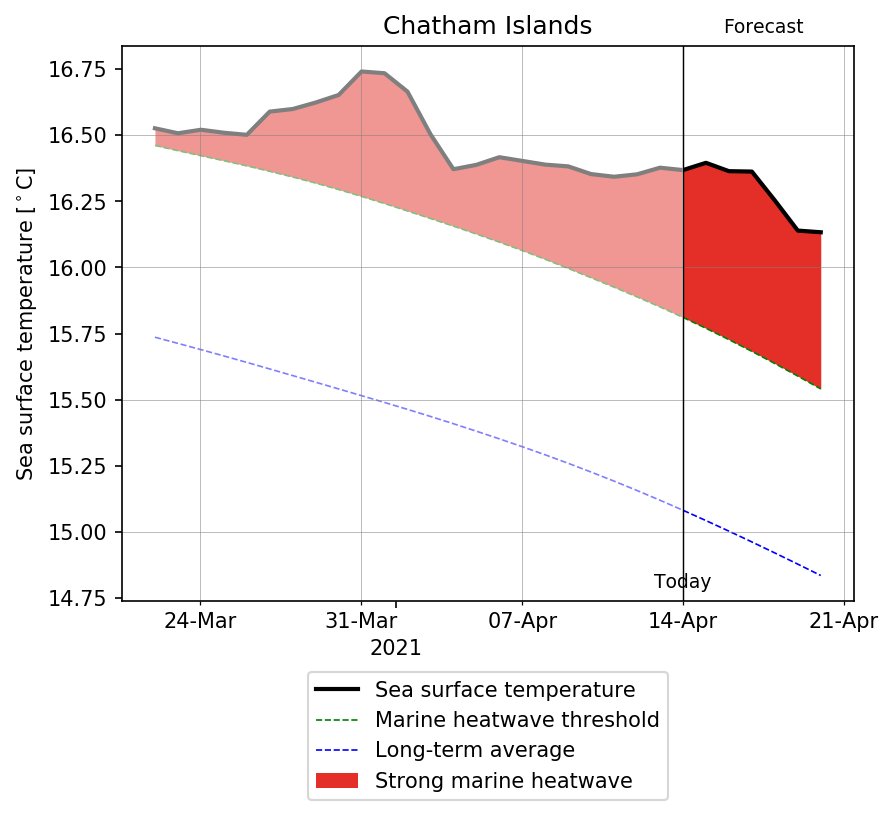 Chatham Islands
Forecast
Sea surface temperature [°C]
16.75
16.50
16.25
16.00
15.75
15.50
15.25
15.00
14.75
Today
24-Mar 31-Mar 07-Apr 14-Apr 21-Apr
2021
Sea surface temperature
Marine heatwave threshold
Long-term average
Strong marine heatwave